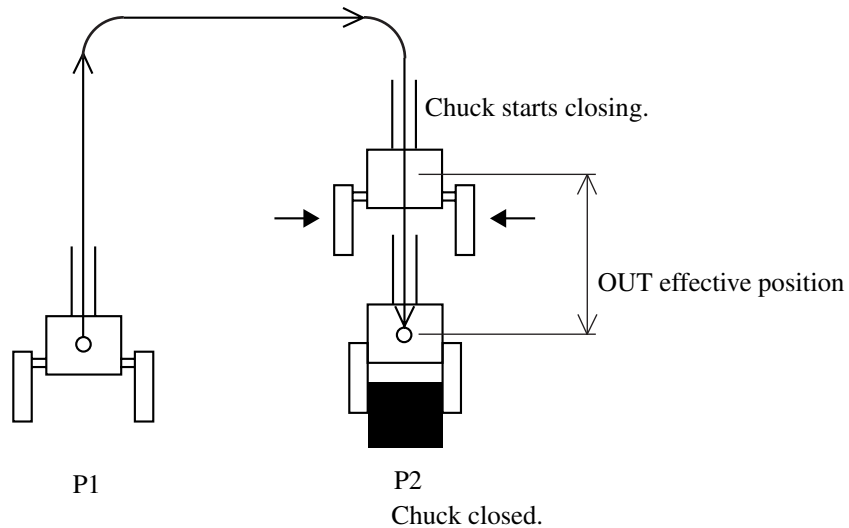 Chuck starts closing.
OUT effective position
P1
P2
Chuck closed.